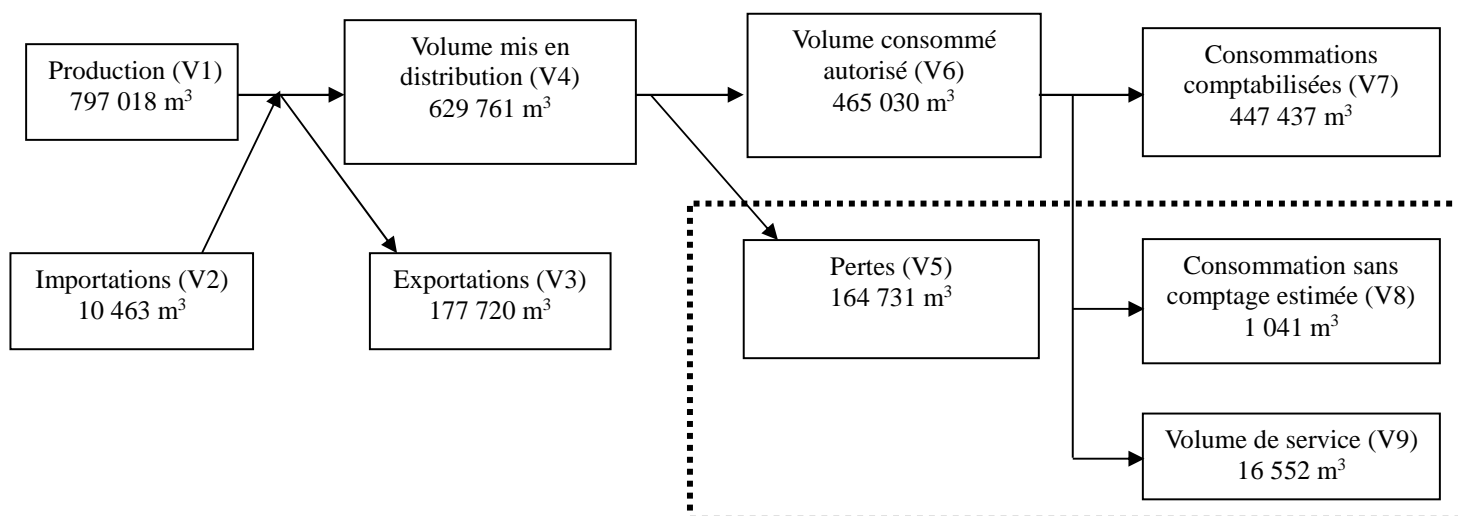 Production (V1)
797 018 m³
Volume mis en
distribution (V4)
629 761 m³
Volume consommé
autorisé (V6)
465 030 m³
Consommations
comptabilisées (V7)
447 437 m³
Importations (V2)
10 463 m³
Exportations (V3)
177 720 m³
Pertes (V5)
164 731 m³
Consommation sans
comptage estimée (V8)
1 041 m³
Volume de service (V9)
16 552 m³